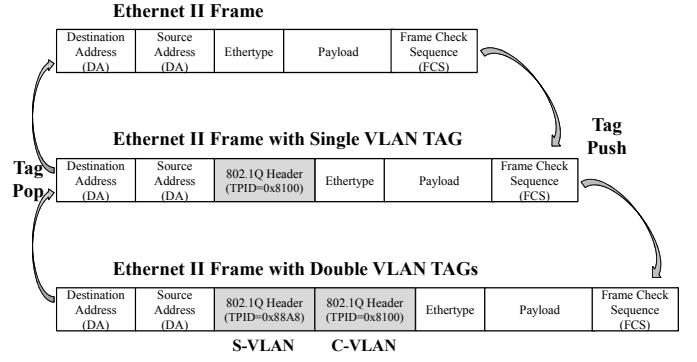 Ethernet II Frame
Destination
Address
(DA)
Source
Address
(DA)
Ethertype
Payload
Frame Check
Sequence
(FCS)
Tag
Push
Ethernet II Frame with Single VLAN TAG
Tag
Pop
Destination
Address
(DA)
Source
Address
(DA)
802.1Q Header
(TPID=0x8100)
Ethertype
Payload
Frame Check
Sequence
(FCS)
Ethernet II Frame with Double VLAN TAGs
Destination
Address
(DA)
Source
Address
(DA)
802.1Q Header
(TPID=0x88A8)
802.1Q Header
(TPID=0x8100)
Ethertype
Payload
Frame Check
Sequence
(FCS)
S-VLAN
C-VLAN